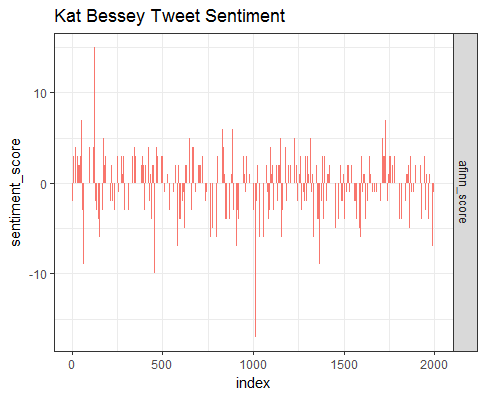 Kat Bessey Tweet Sentiment
sentiment_score
10
0
-10
afinn_score
0
500
1000
1500
2000
index